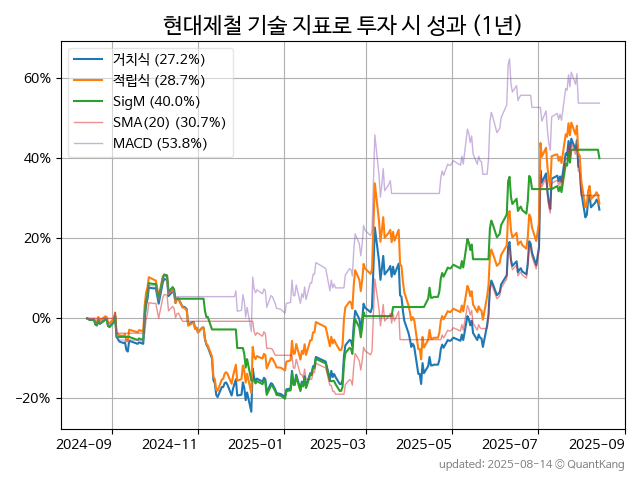 현대제철 기술 지표로 투자 시 성과 (1년)
거치식 (27.2%)
적립식 (28.7%)
SigM (40.0%)
SMA(20) (30.7%)
MACD (53.8%)
60%
40%
20%
0%
−20%
2024-09 2024-11 2025-01 2025-03 2025-05 2025-07 2025-09
updated: 2025-08-14 © QuantKang